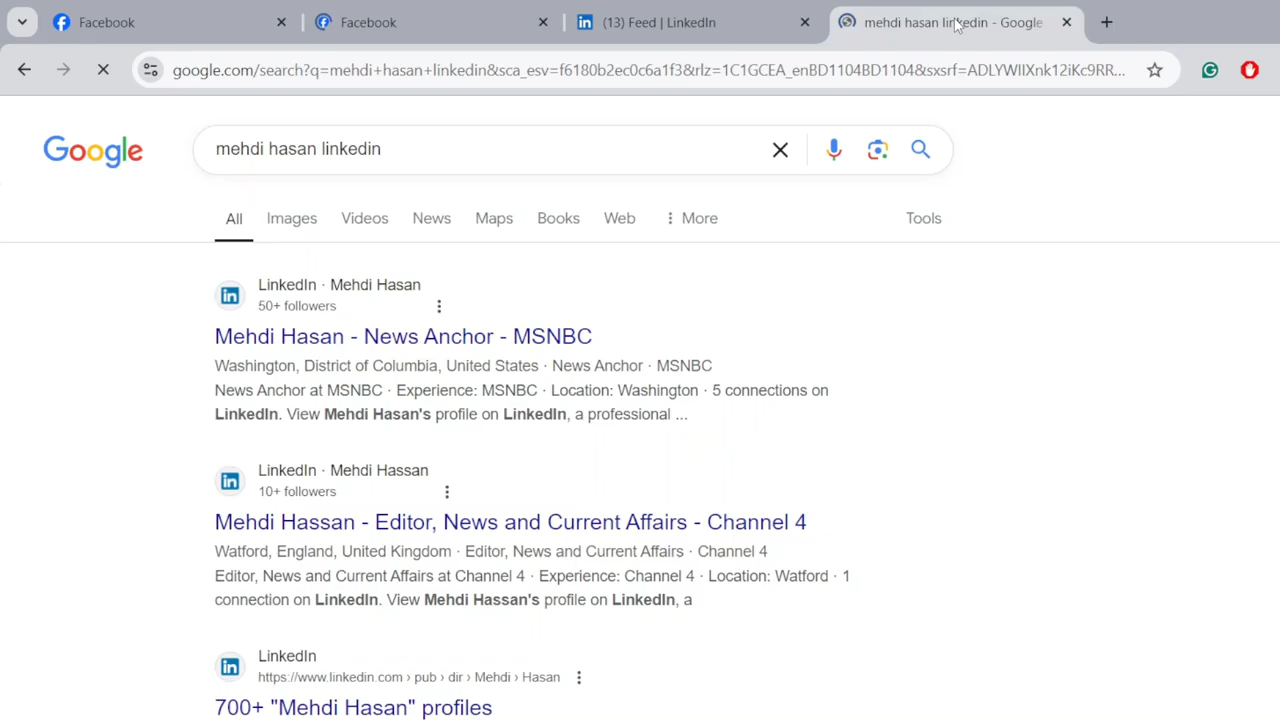 Facebook
Facebook
(13) Feed | LinkedIn
mehdi hasan linkedin - Google
google.com/search?q=mehdi+hasan+linkedin&sca_esv=f6180b2ec0c6a1f3&rlz=1C1GCEA_enBD1104BD1104&sxsrf=ADLYWIIXnk12iKc9RR...
Google
mehdi hasan linkedin
All Images Videos News Maps Books Web More Tools
LinkedIn · Mehdi Hasan
50+ followers
Mehdi Hasan - News Anchor - MSNBC
Washington, District of Columbia, United States · News Anchor · MSNBC
News Anchor at MSNBC · Experience: MSNBC · Location: Washington · 5 connections on
LinkedIn. View Mehdi Hasan's profile on LinkedIn, a professional ...
LinkedIn · Mehdi Hassan
10+ followers
Mehdi Hassan - Editor, News and Current Affairs - Channel 4
Watford, England, United Kingdom · Editor, News and Current Affairs · Channel 4
Editor, News and Current Affairs at Channel 4 · Experience: Channel 4 · Location: Watford · 1
connection on LinkedIn. View Mehdi Hassan's profile on LinkedIn, a
LinkedIn
https://www.linkedin.com › pub › dir › Mehdi › Hasan
700+ "Mehdi Hasan" profiles